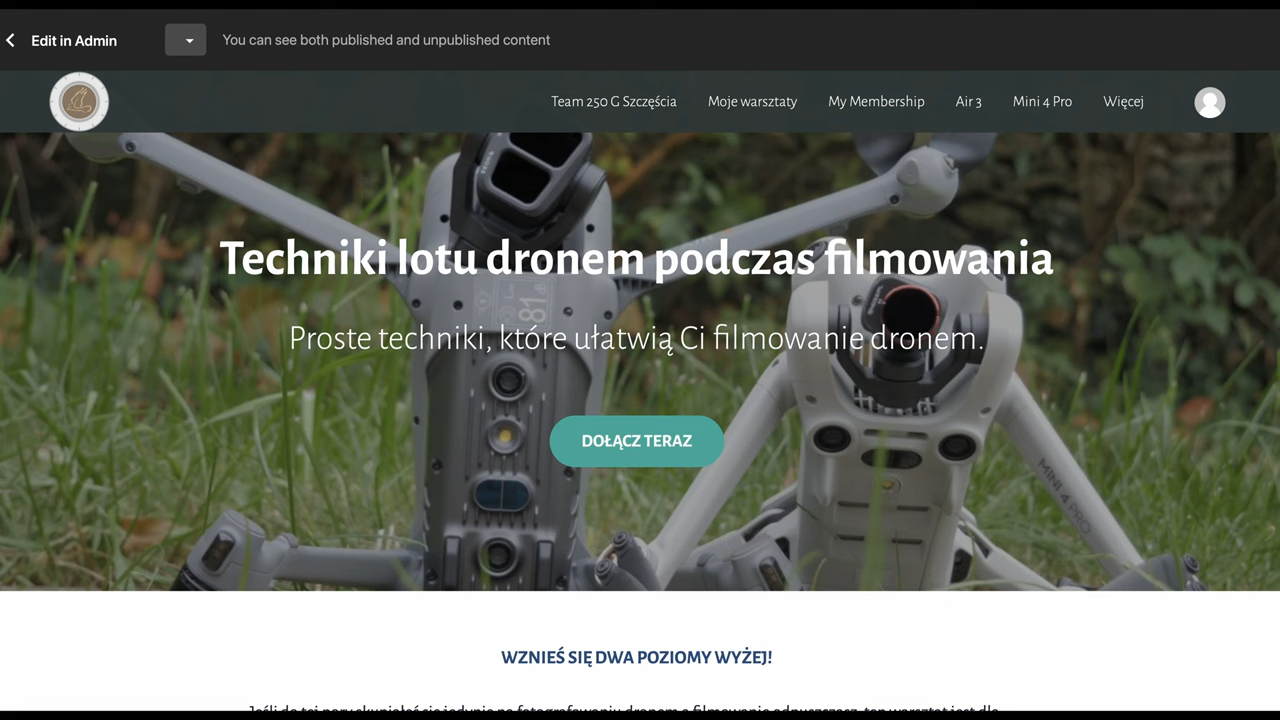 Edit in Admin
You can see both published and unpublished content
Team 250 G Szczęścia
Moje warsztaty
My Membership
Air 3
Mini 4 Pro
Więcej
Techniki lotu dronem podczas filmowania
Proste techniki, które ułatwią Ci filmowanie dronem.
81
DOŁĄCZ TERAZ
MINI 4 PRO
WZNIEŚ SIĘ DWA POZIOMY WYŻEJ!